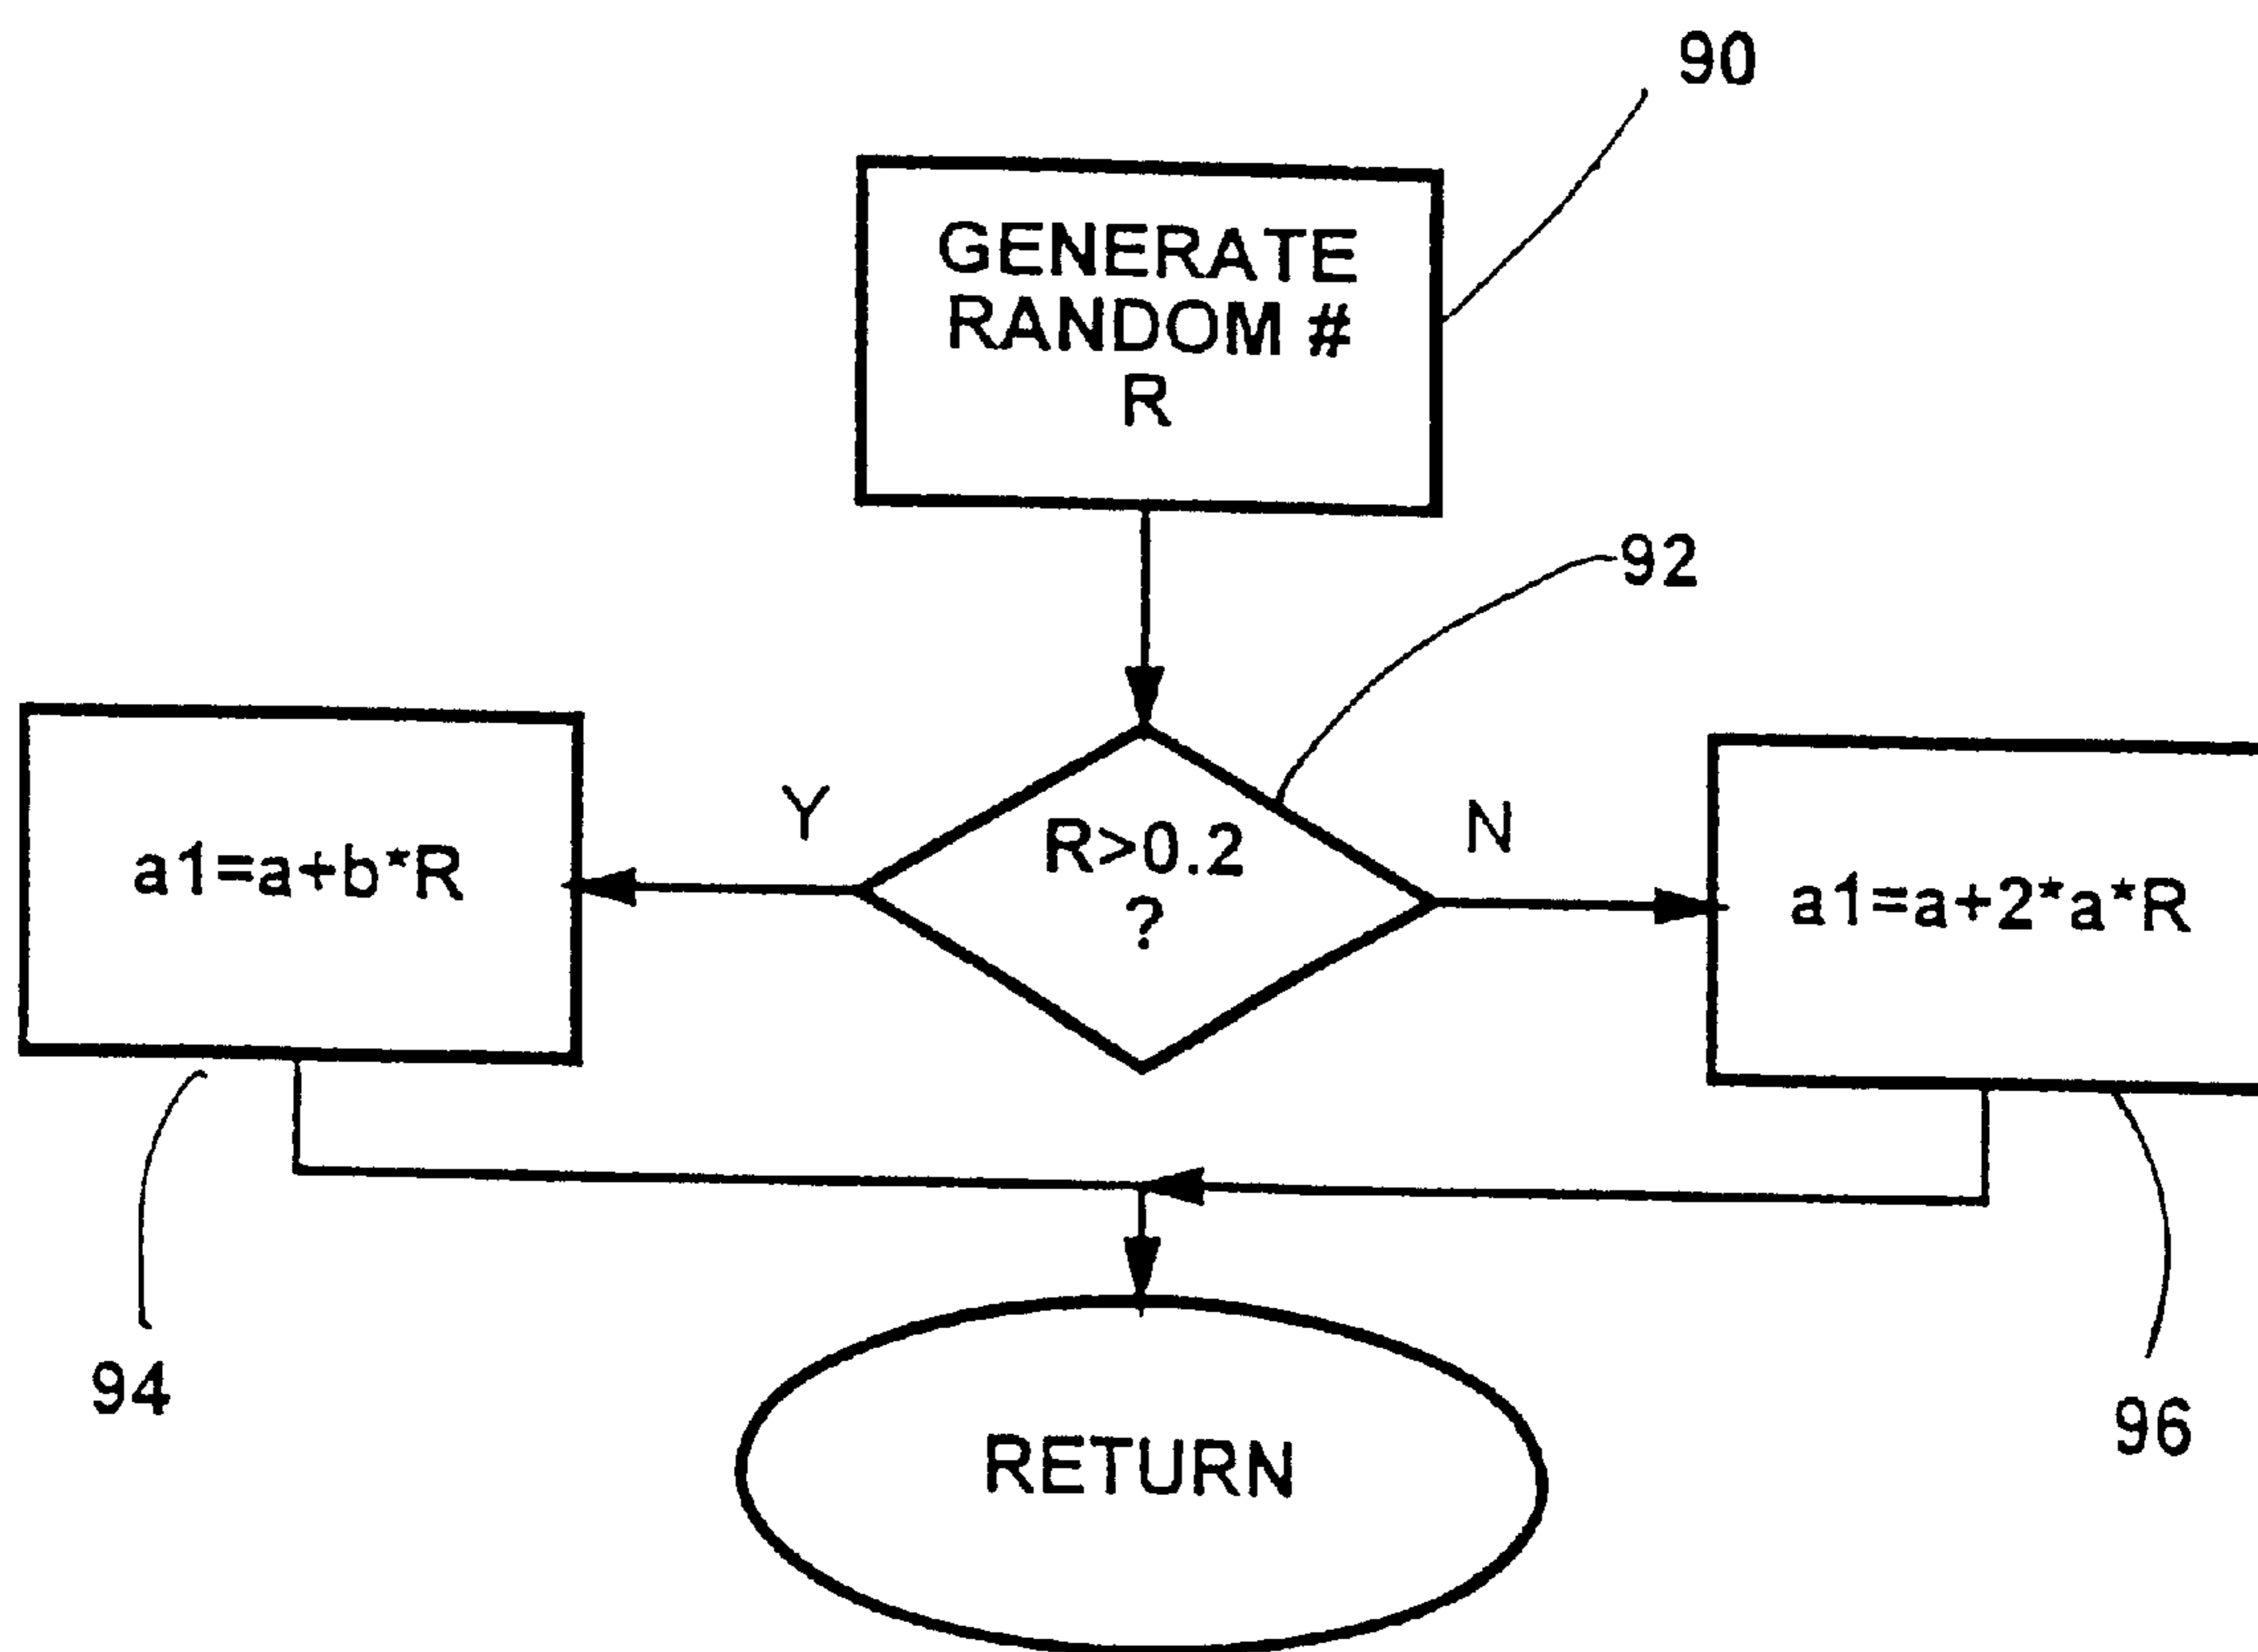 90
GENERATE
RANDOM #
R
92
Y
R>0.2
?
N
a1=a+b*R
a1=a+2*a*R
94
RETURN
96